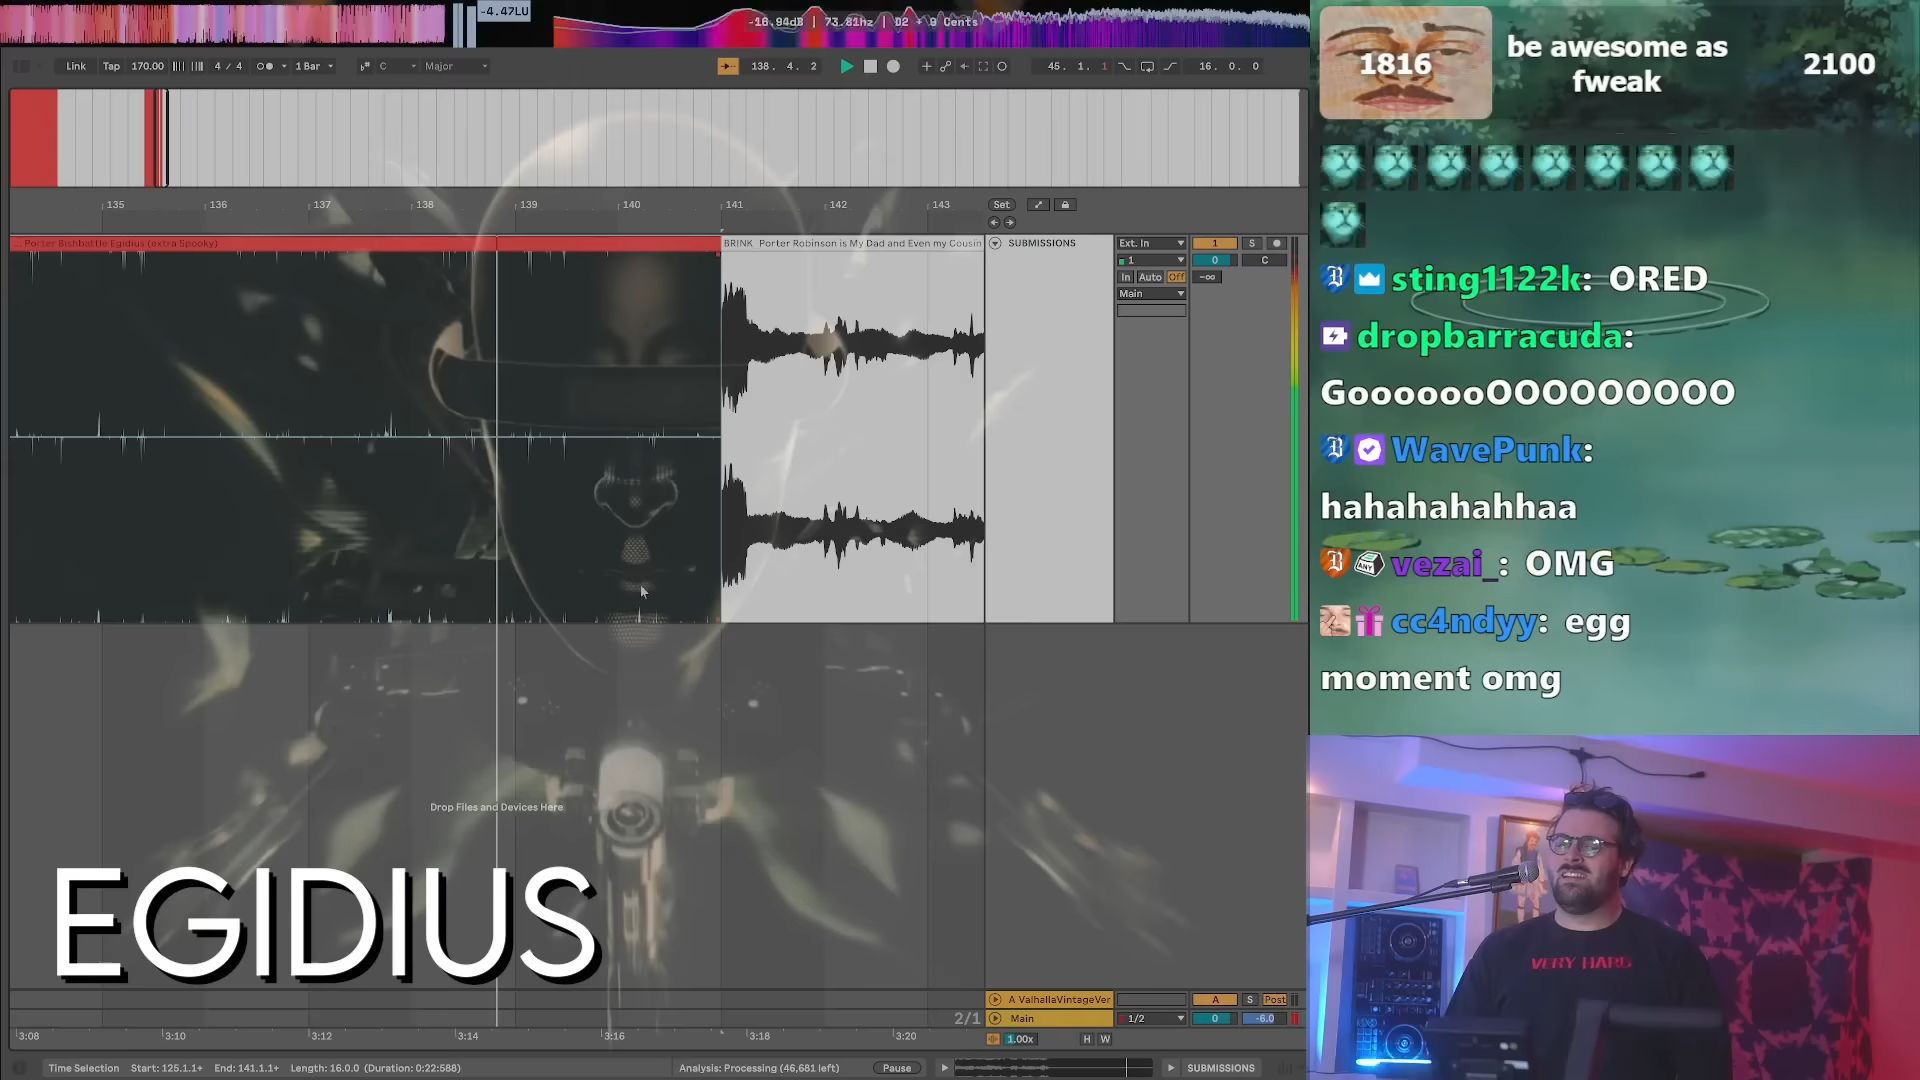 -4.47LU
-16.94dB | 73.81hz | D2 + 9 Cents
Link Tap 170.00 4 / 4 1 Bar C Major 138. 4. 2 45. 1. 1 16. 0. 0
135 136 137 138 139 140 141 142 143 Set
... Porter Bishbattle Egidius (extra Spooky) BRINK Porter Robinson is My Dad and Even my Cousin SUBMISSIONS
Ext. In 1 S
1 0 C
In Auto Off -∞
Main
Drop Files and Devices Here
EGIDIUS
A ValhallaVintageVer A S Post
2/1 Main 1/2 0 -6.0
3:08 3:10 3:12 3:14 3:16 3:18 3:20 1.00x H W
Time Selection Start: 125.1.1+ End: 141.1.1+ Length: 16.0.0 (Duration: 0:22:588) Analysis: Processing (46,681 left) Pause SUBMISSIONS
1816 be awesome as fweak 2100
sting1122k: ORED
dropbarracuda:
GooooooOOOOOOOOO
WavePunk:
hahahahahhaa
ANY vezai_: OMG
cc4ndyy: egg
moment omg
VERY HARD